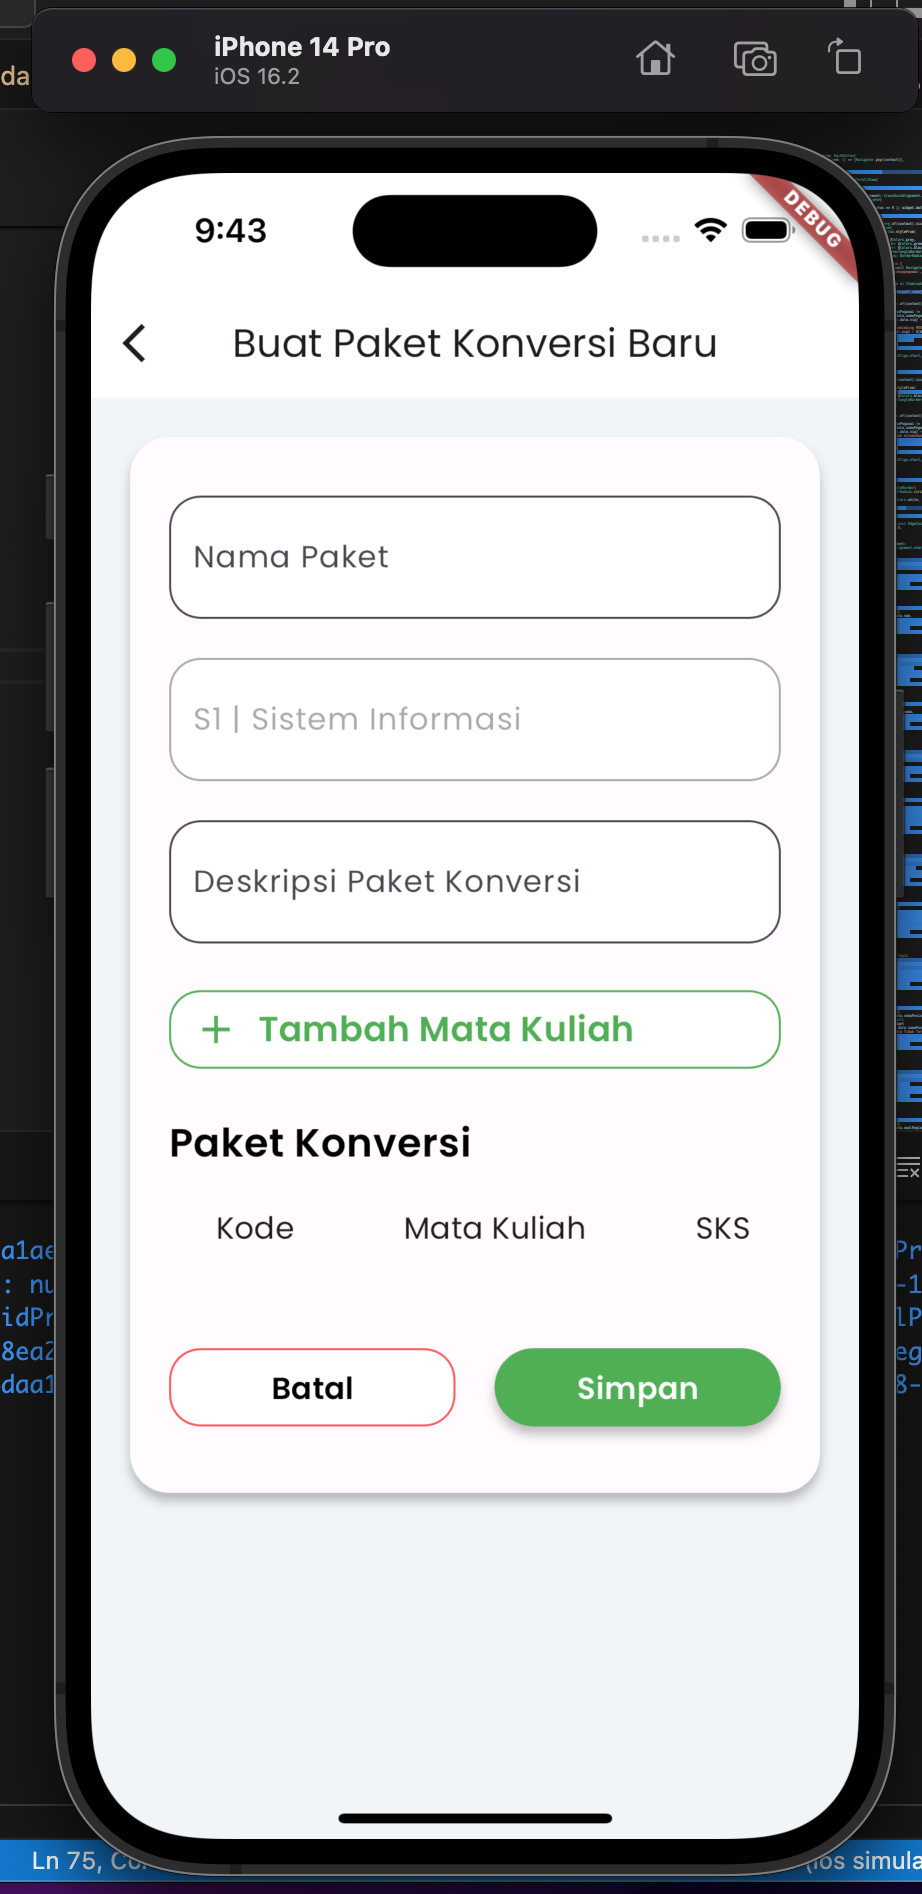 iPhone 14 Pro
iOS 16.2
da
9:43
DEBUG
Buat Paket Konversi Baru
Nama Paket
S1 | Sistem Informasi
Deskripsi Paket Konversi
+ Tambah Mata Kuliah
Paket Konversi
Kode Mata Kuliah SKS
a1ae
: nu
idPr
8ea2
daa1
Pr
-1
lP
eg
8-
Batal Simpan
Ln 75, Co
(ios simula